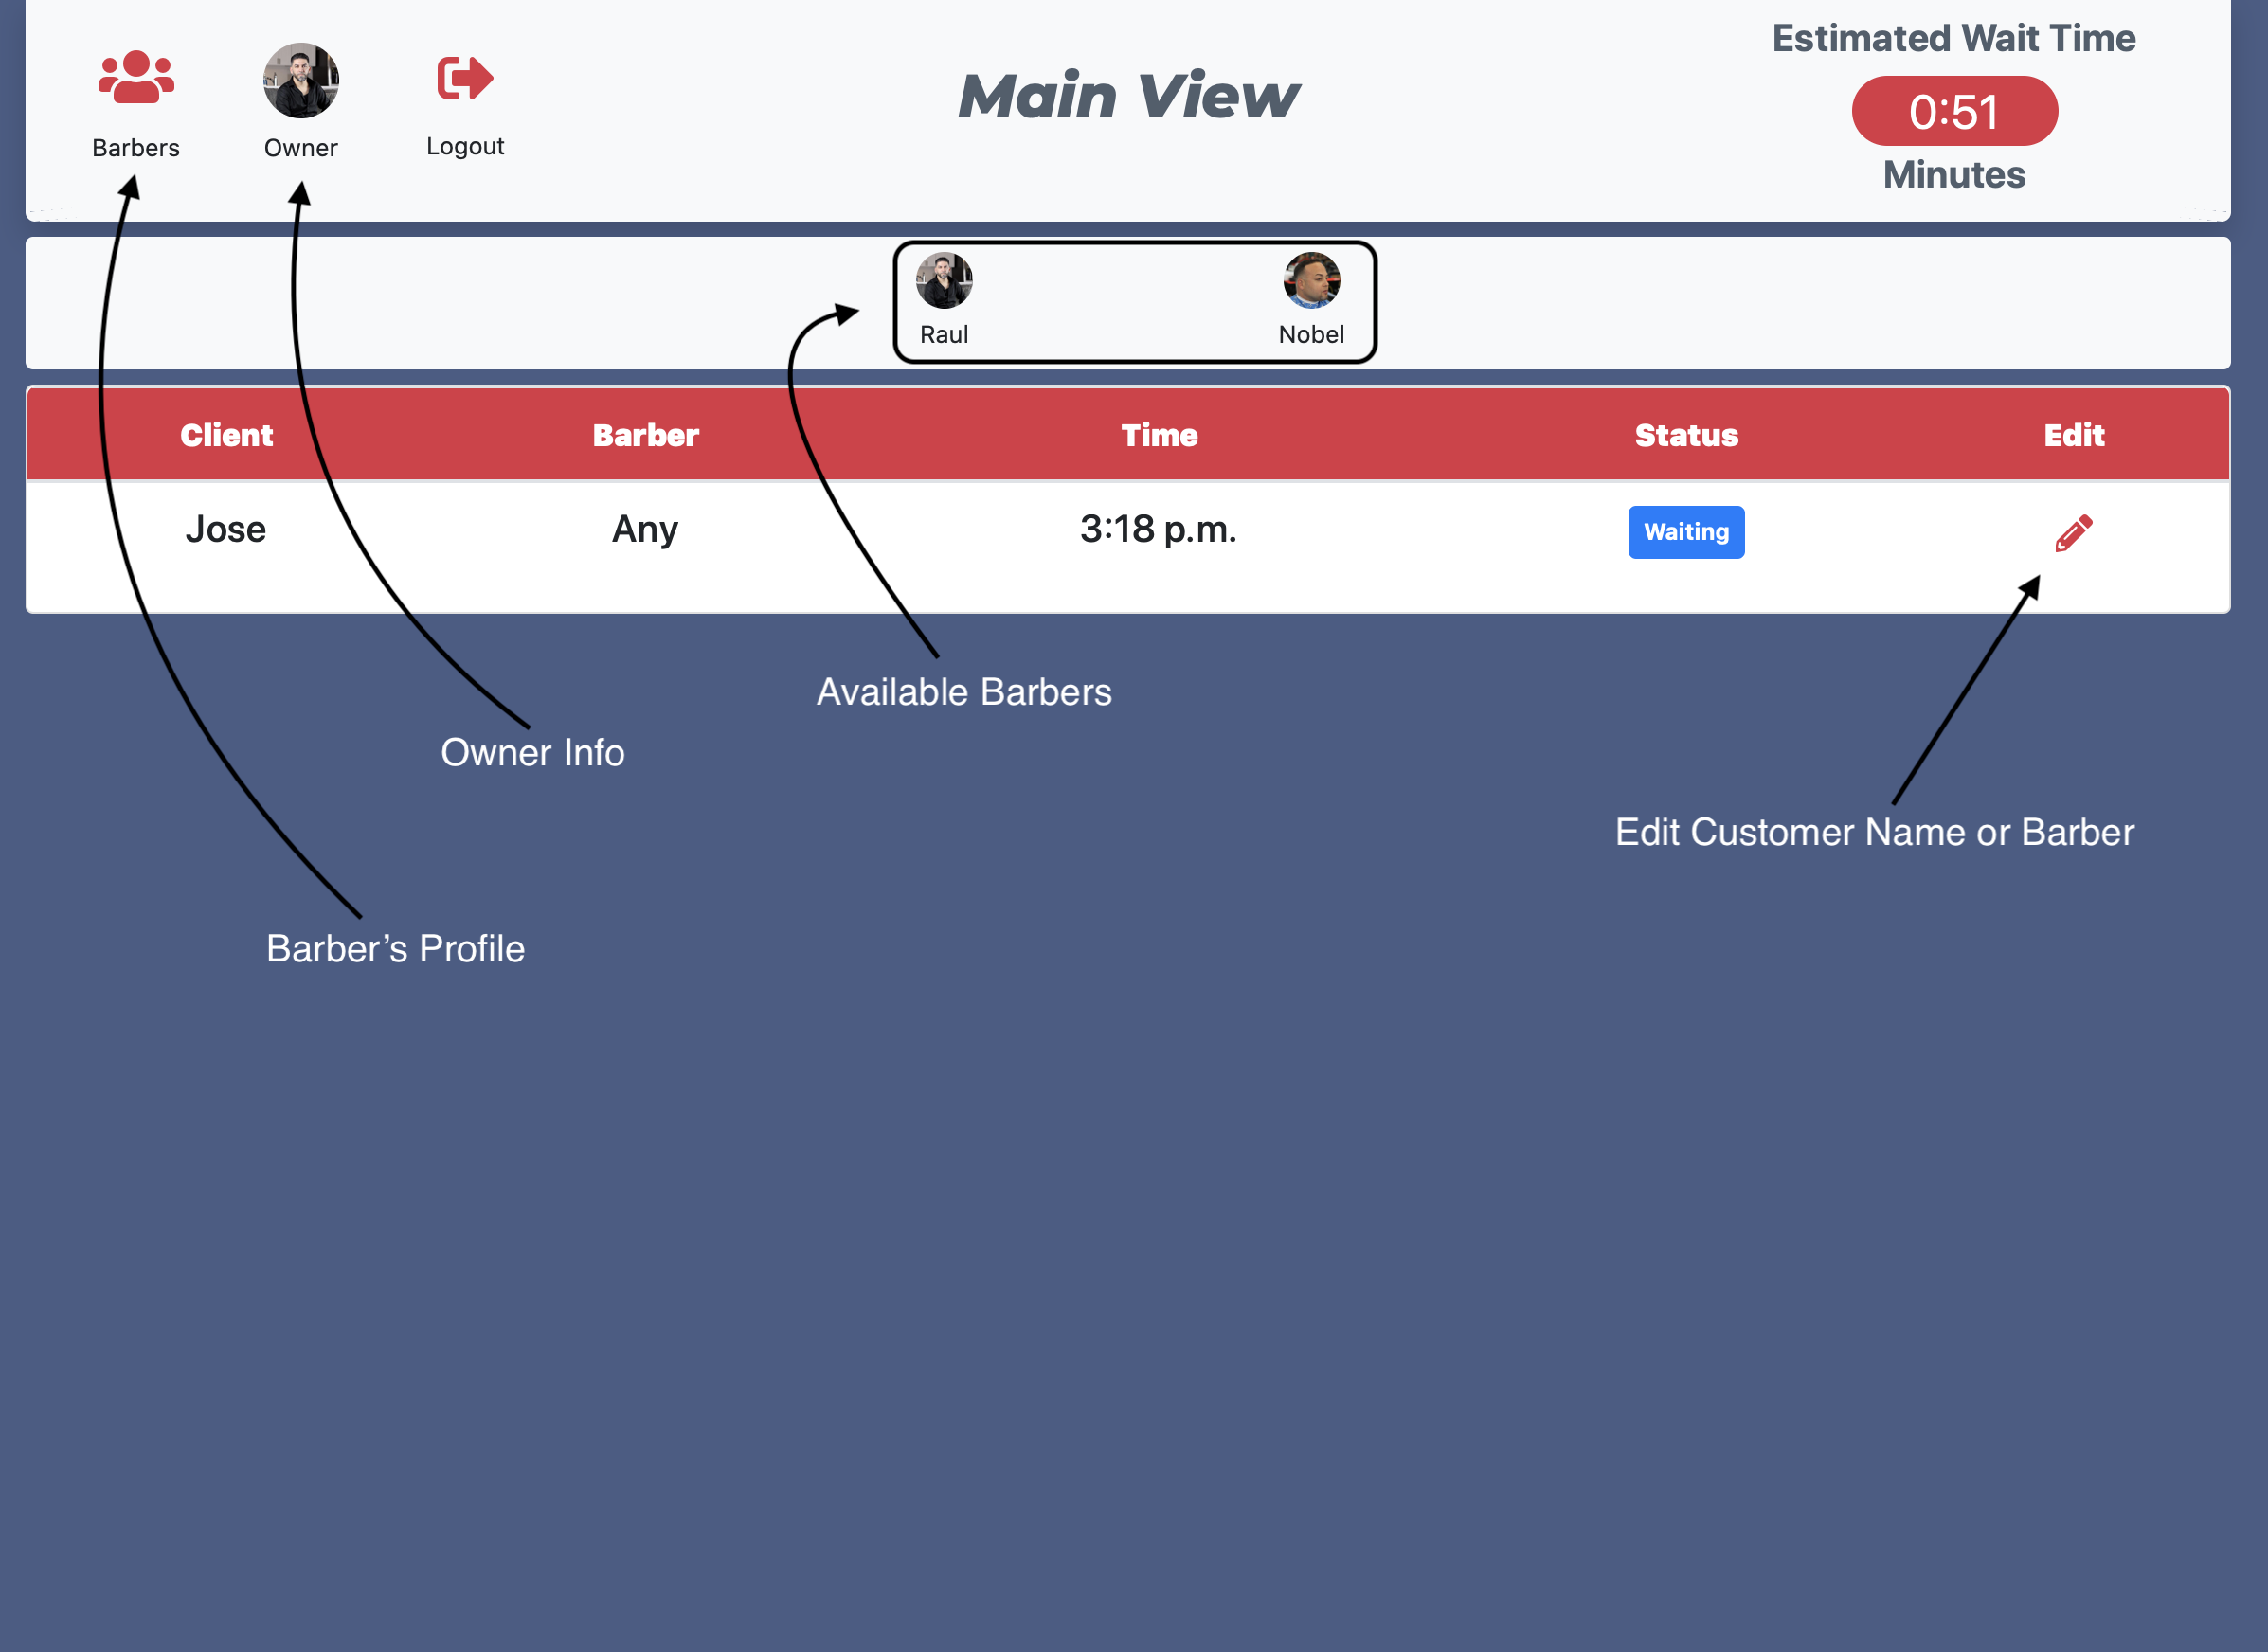 Estimated Wait Time
Main View
0:51
Barbers
Owner
Logout
Minutes
Raul
Nobel
Client Barber Time Status Edit
Jose Any 3:18 p.m. Waiting
Available Barbers
Owner Info
Edit Customer Name or Barber
Barber’s Profile